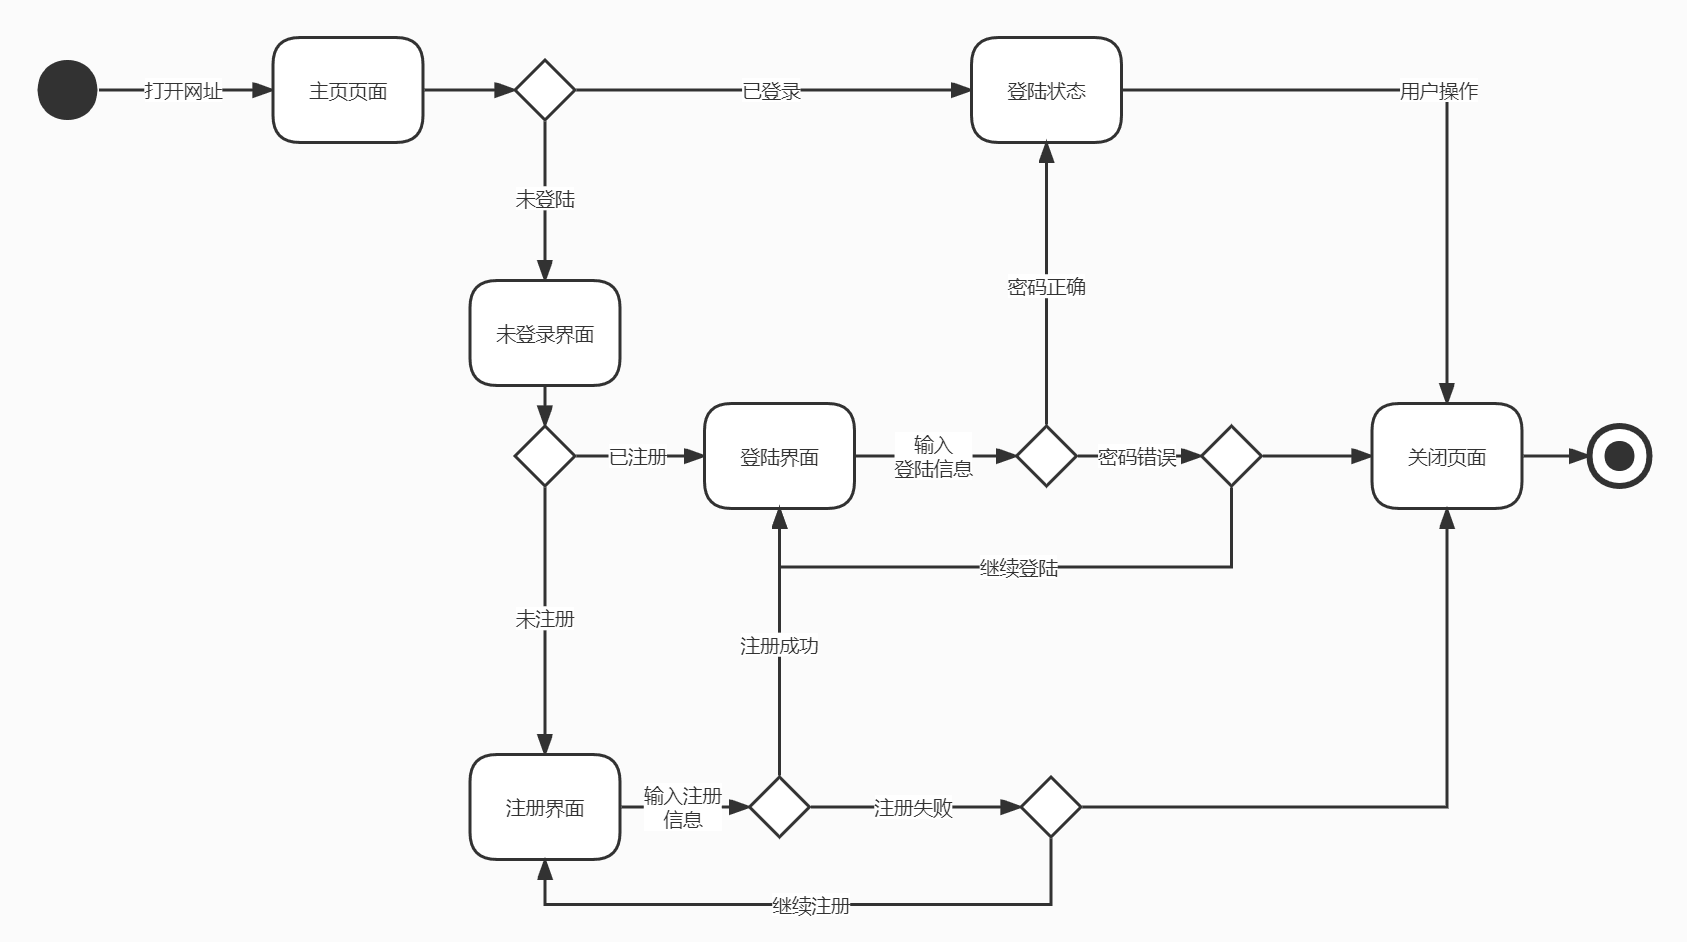 打开网址
主页页面
已登录
登陆状态
用户操作
未登陆
密码正确
未登录界面
已注册
登陆界面
输入
登陆信息
密码错误
关闭页面
继续登陆
未注册
注册成功
注册界面
输入注册
信息
注册失败
继续注册